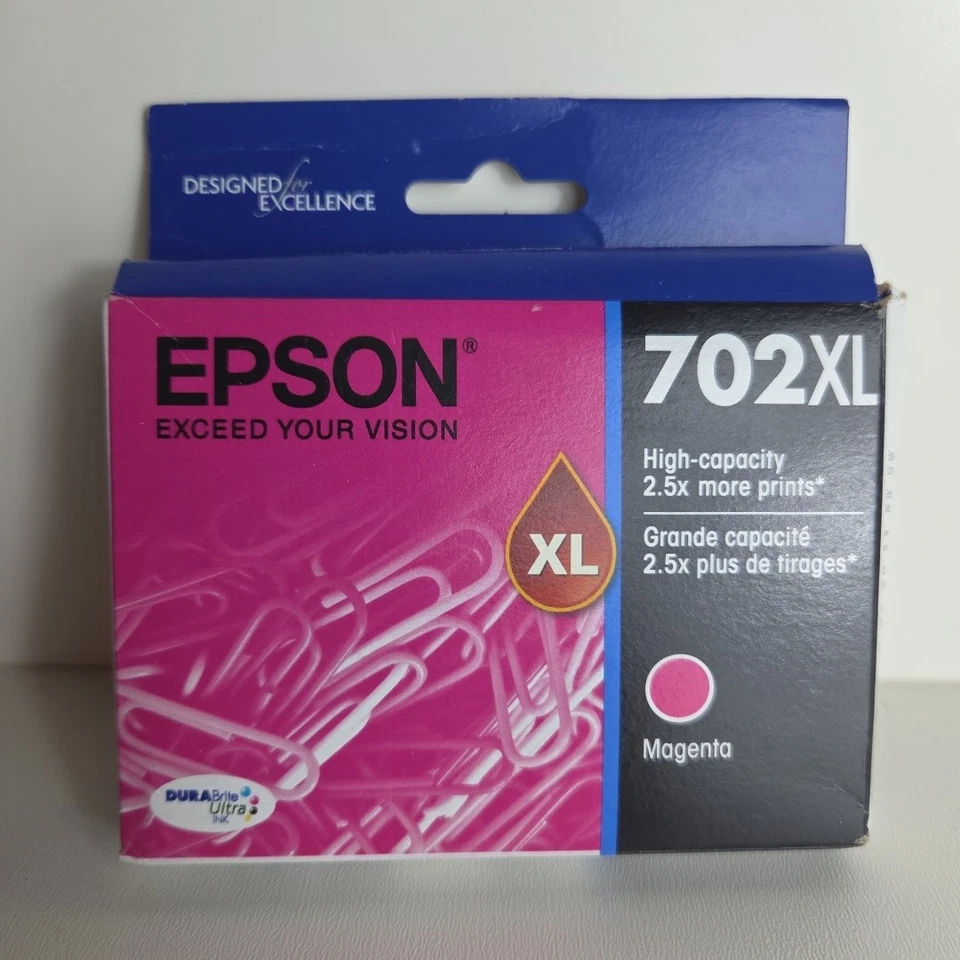 DESIGNED for
EXCELLENCE
EPSON®
EXCEED YOUR VISION
702XL
High-capacity
2.5x more prints*
Grande capacité
2.5x plus de tirages*
XL
Magenta
DURABrite
Ultra
INK